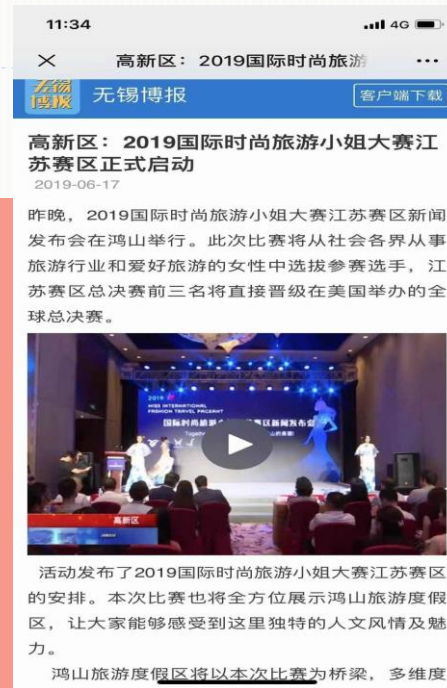 11:34
4G
高新区：2019国际时尚旅游
无锡
博报
无锡博报
客户端下载
高新区：2019国际时尚旅游小姐大赛江
苏赛区正式启动
2019-06-17
昨晚，2019国际时尚旅游小姐大赛江苏赛区新闻
发布会在鸿山举行。此次比赛将从社会各界从事
旅游行业和爱好旅游的女性中选拔参赛选手，江
苏赛区总决赛前三名将直接晋级在美国举办的全
球总决赛。
2019
MISS INTERNATIONAL
FASHION TRAVEL PAGEANT
国际时尚旅游小
赛区新闻发布会
Togeth
高新区
活动发布了2019国际时尚旅游小姐大赛江苏赛区
的安排。本次比赛也将全方位展示鸿山旅游度假
区，让大家能够感受到这里独特的人文风情及魅
力。
鸿山旅游度假区将以本次比赛为桥梁，多维度